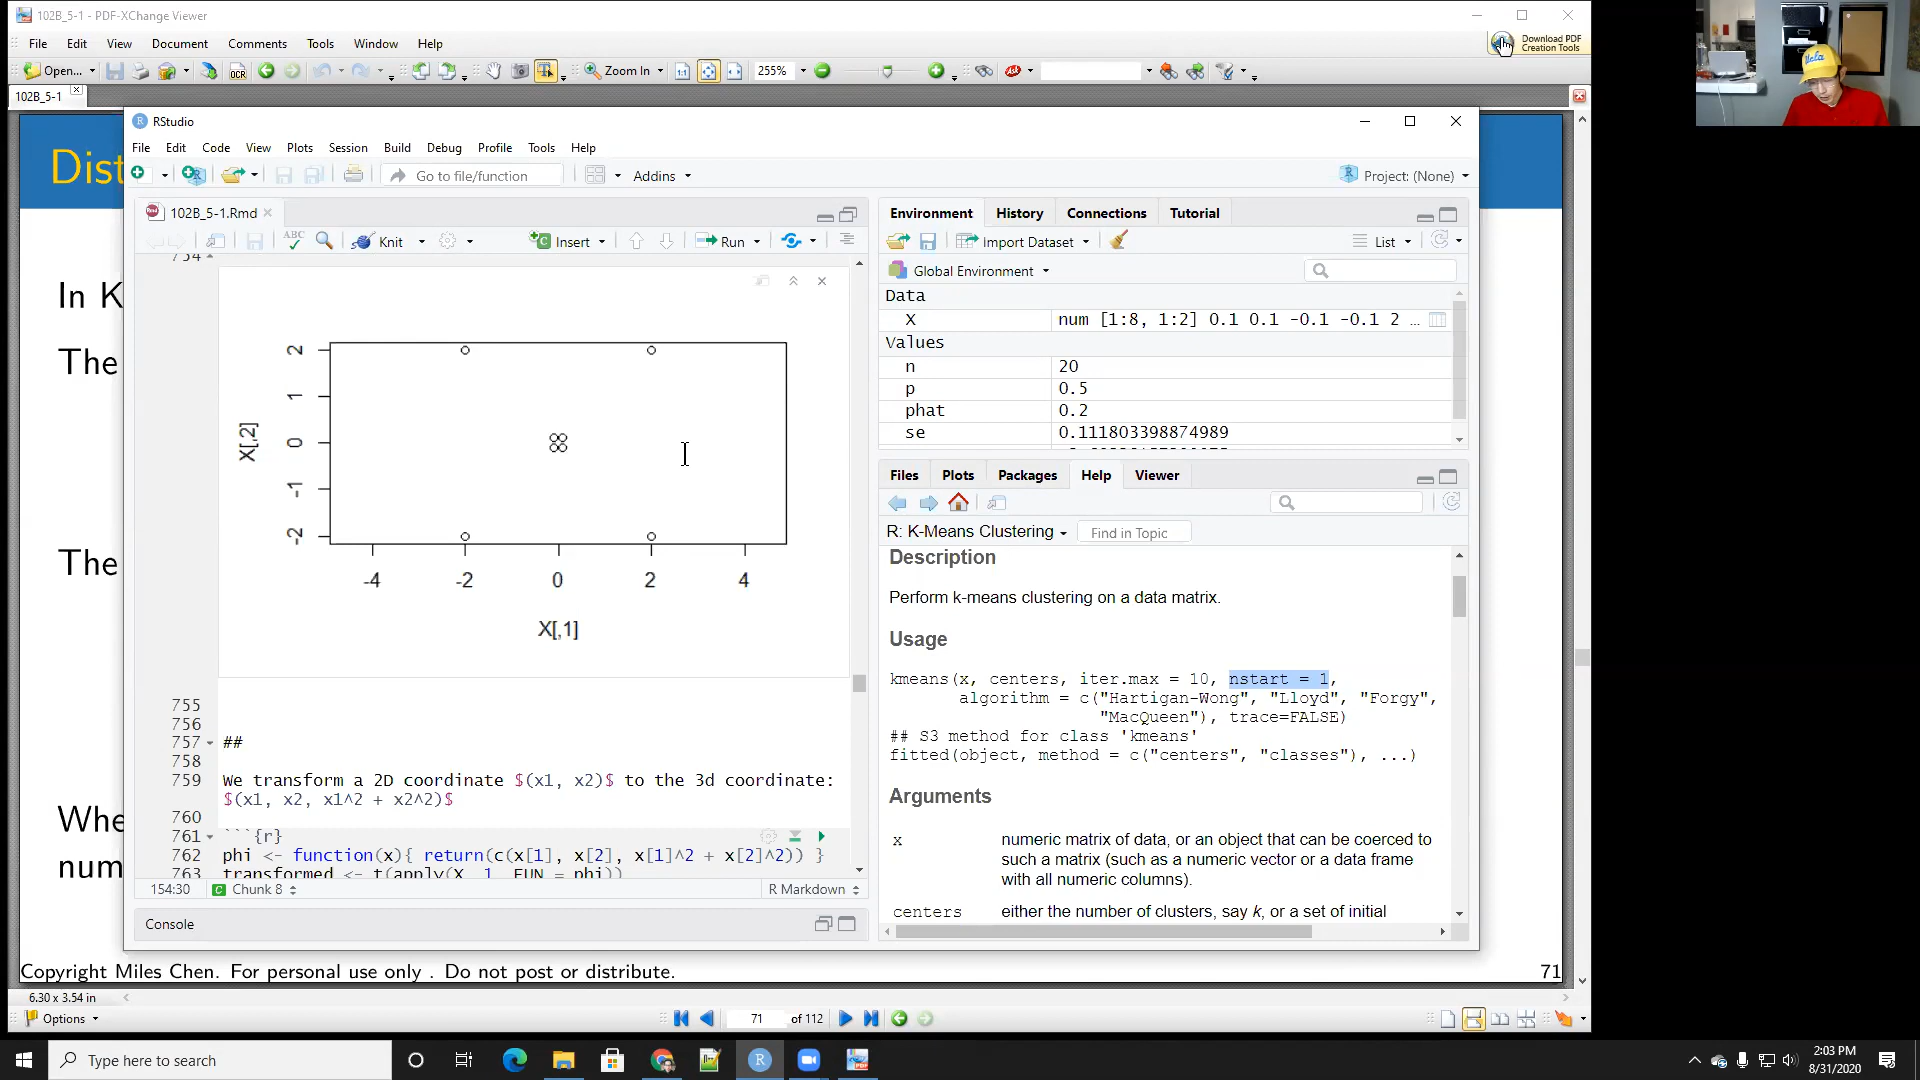 102B_5-1 - PDF-XChange Viewer
File Edit View Document Comments Tools Window Help
Download PDF
Creation Tools
Open... OCR Zoom In 1:1 255%
102B_5-1
Dist
In K
The
The
Whe
num
RStudio
File Edit Code View Plots Session Build Debug Profile Tools Help
Go to file/function Addins Project: (None)
102B_5-1.Rmd
ABC Knit Insert Run
754
2
1
0
-1
-2
X[,2]
-4 -2 0 2 4
X[,1]
755
756
757 ##
758
759 We transform a 2D coordinate $(x1, x2)$ to the 3d coordinate:
$(x1, x2, x1^2 + x2^2)$
760
761 ```{r}
762 phi <- function(x){ return(c(x[1], x[2], x[1]^2 + x[2]^2)) }
763 transformed <- t(apply(X, 1, FUN = phi))
154:30 Chunk 8 R Markdown
Console
Environment History Connections Tutorial
Import Dataset List
Global Environment
Data
X num [1:8, 1:2] 0.1 0.1 -0.1 -0.1 2 ...
Values
n 20
p 0.5
phat 0.2
se 0.111803398874989
Files Plots Packages Help Viewer
R: K-Means Clustering Find in Topic
Description
Perform k-means clustering on a data matrix.
Usage
kmeans(x, centers, iter.max = 10, nstart = 1,
algorithm = c("Hartigan-Wong", "Lloyd", "Forgy",
"MacQueen"), trace=FALSE)
## S3 method for class 'kmeans'
fitted(object, method = c("centers", "classes"), ...)
Arguments
x numeric matrix of data, or an object that can be coerced to
such a matrix (such as a numeric vector or a data frame
with all numeric columns).
centers either the number of clusters, say k, or a set of initial
Copyright Miles Chen. For personal use only . Do not post or distribute. 71
6.30 x 3.54 in
Options 71 of 112
Type here to search
2:03 PM
8/31/2020